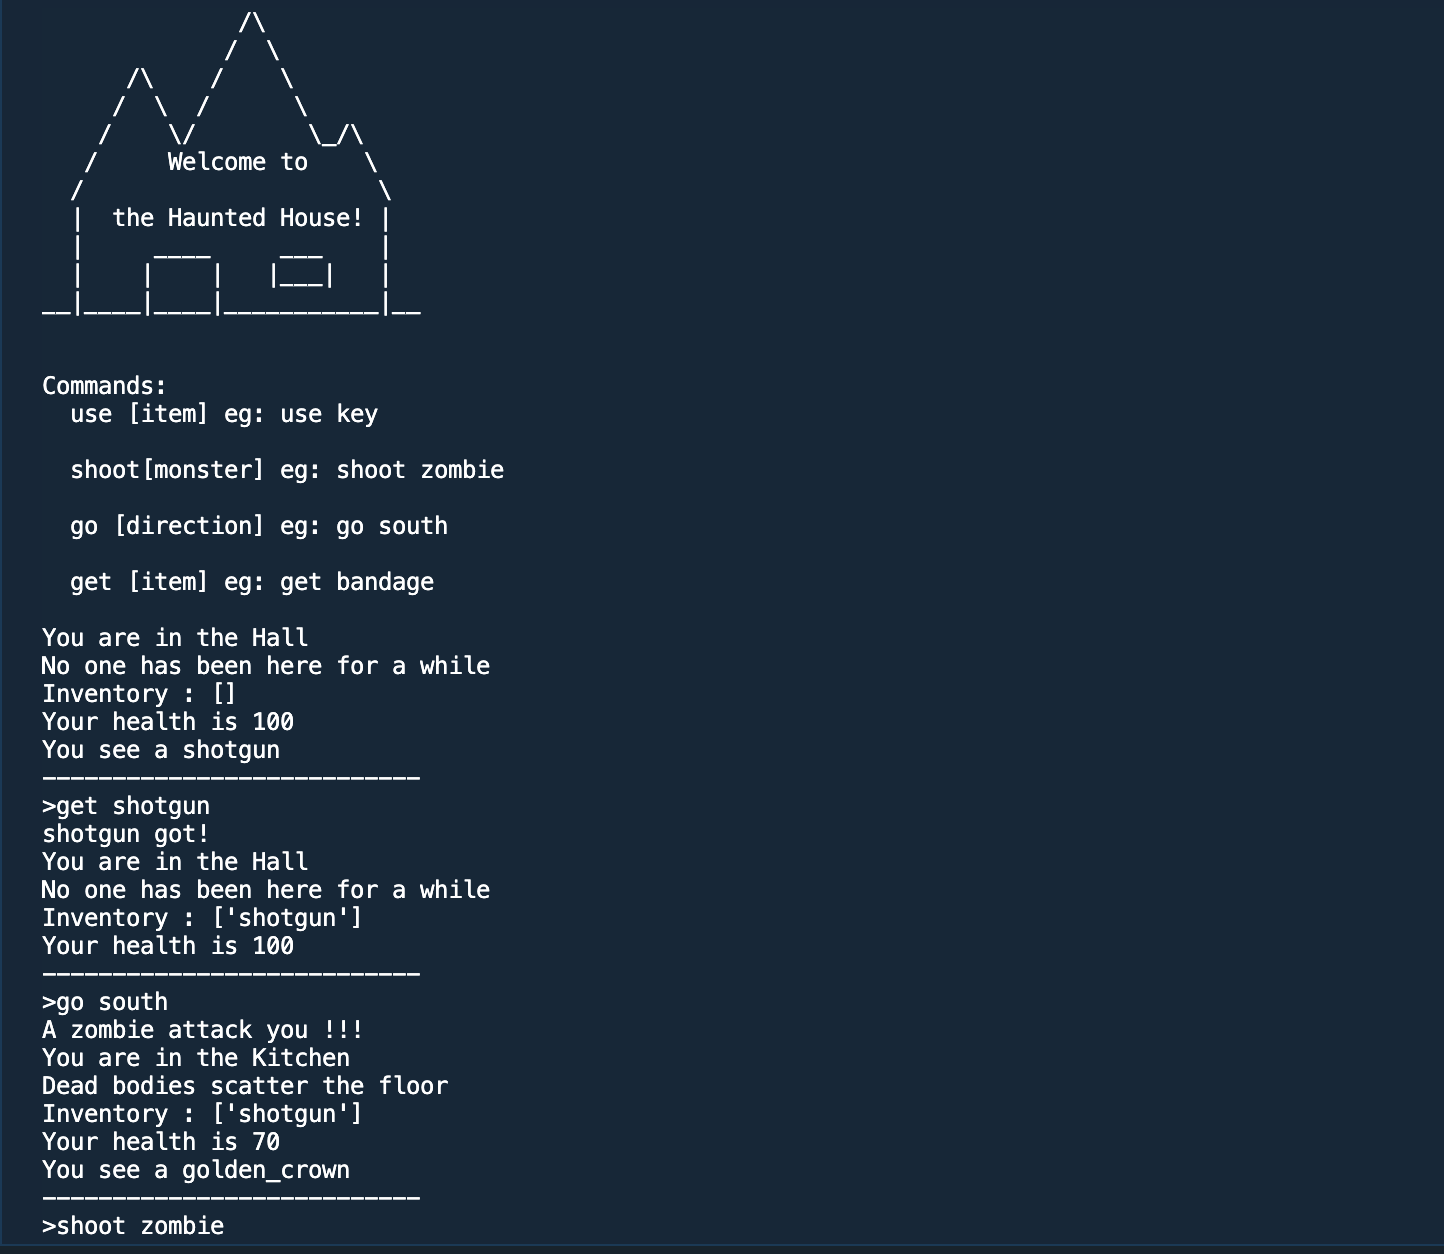 Welcome to
the Haunted House!
Commands:
use [item] eg: use key
shoot[monster] eg: shoot zombie
go [direction] eg: go south
get [item] eg: get bandage
You are in the Hall
No one has been here for a while
Inventory : []
Your health is 100
You see a shotgun
---------------------------
>get shotgun
shotgun got!
You are in the Hall
No one has been here for a while
Inventory : ['shotgun']
Your health is 100
---------------------------
>go south
A zombie attack you !!!
You are in the Kitchen
Dead bodies scatter the floor
Inventory : ['shotgun']
Your health is 70
You see a golden_crown
---------------------------
>shoot zombie